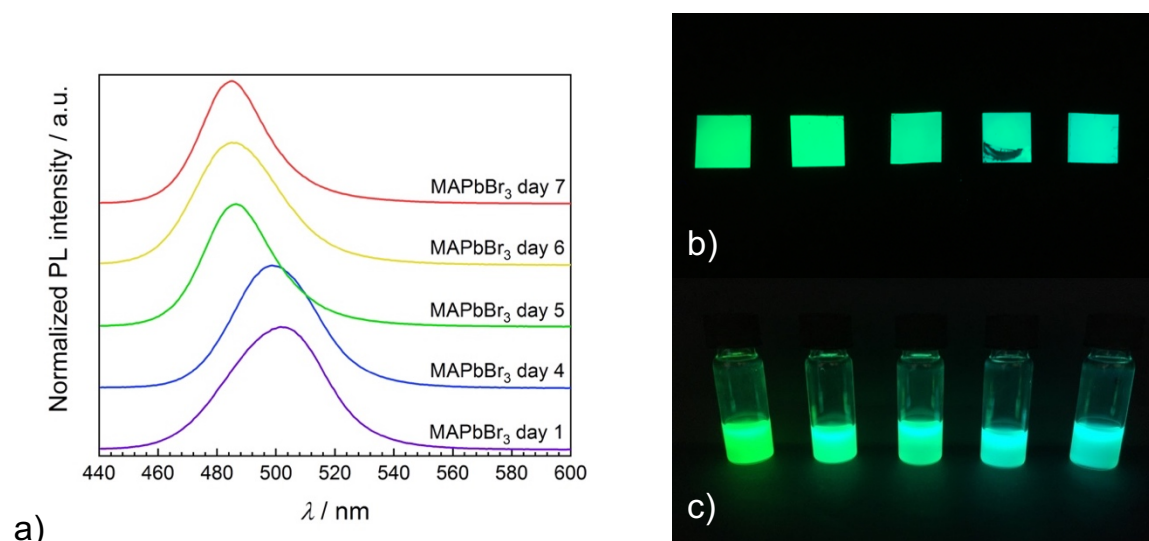 Normalized PL intensity / a.u.
MAPbBr₃ day 7
MAPbBr₃ day 6
MAPbBr₃ day 5
MAPbBr₃ day 4
MAPbBr₃ day 1
440 460 480 500 520 540 560 580 600
λ / nm
a)
b)
c)